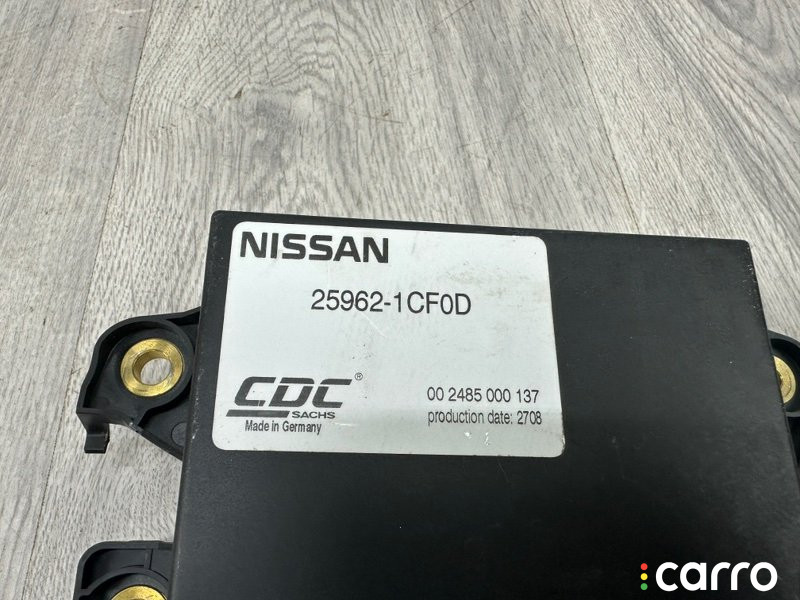 NISSAN
25962-1CF0D
CDC®
SACHS
Made in Germany
00 2485 000 137
production date: 2708
carro